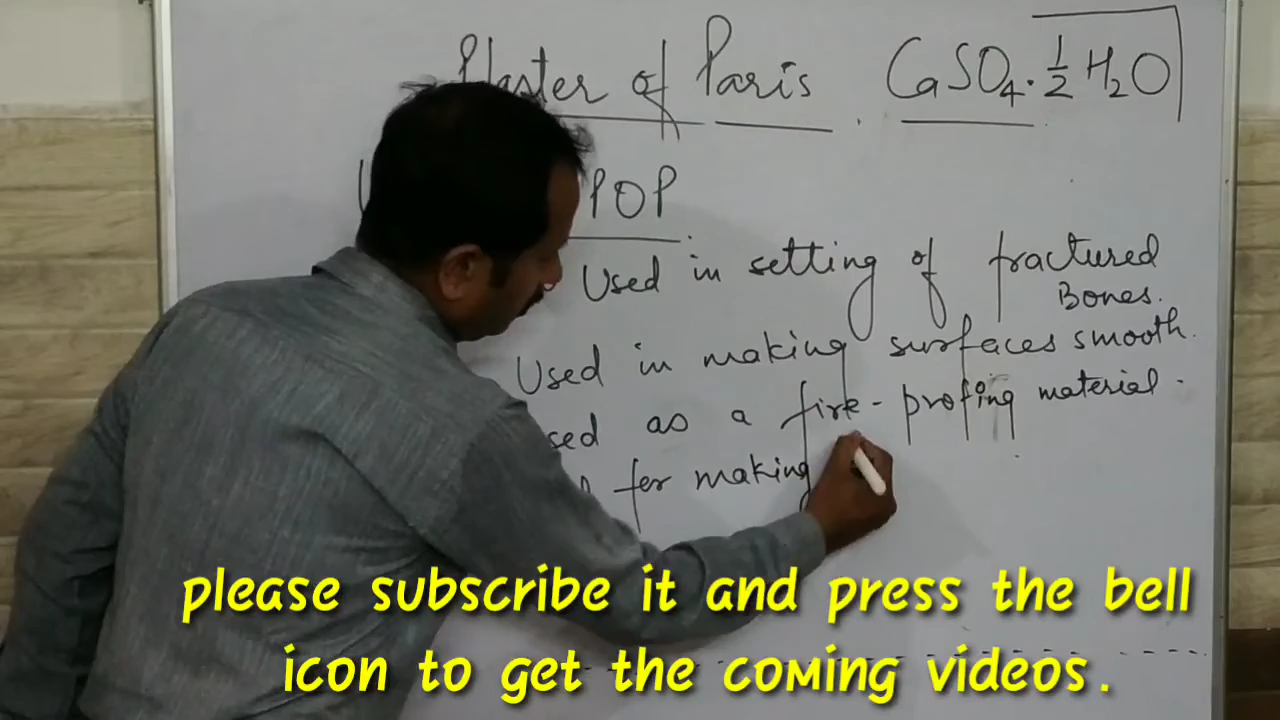 Plaster of Paris. CaSO4.½H2O
POP
Used in setting of fractured
Bones.
Used in making surfaces smooth.
sed as a fire-profing material.
for making
please subscribe it and press the bell
icon to get the coming videos.